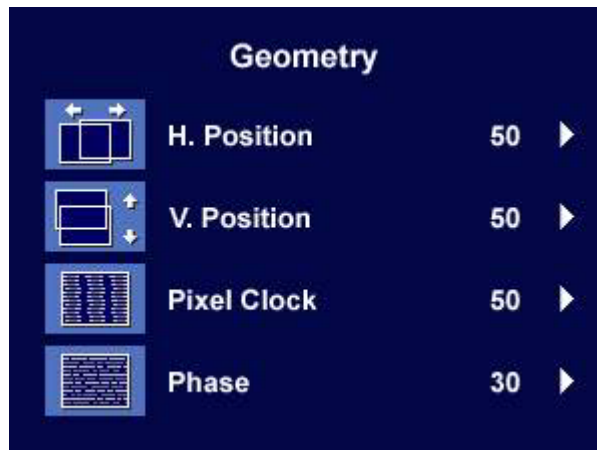 Geometry
H. Position 50
V. Position 50
Pixel Clock 50
Phase 30